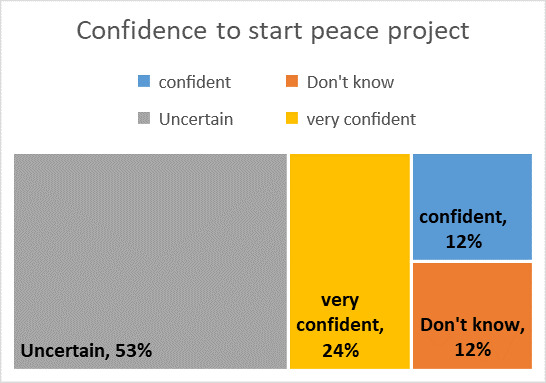 Confidence to start peace project
confident
Don't know
Uncertain
very confident
Uncertain, 53%
very
confident,
24%
confident,
12%
Don't know,
12%